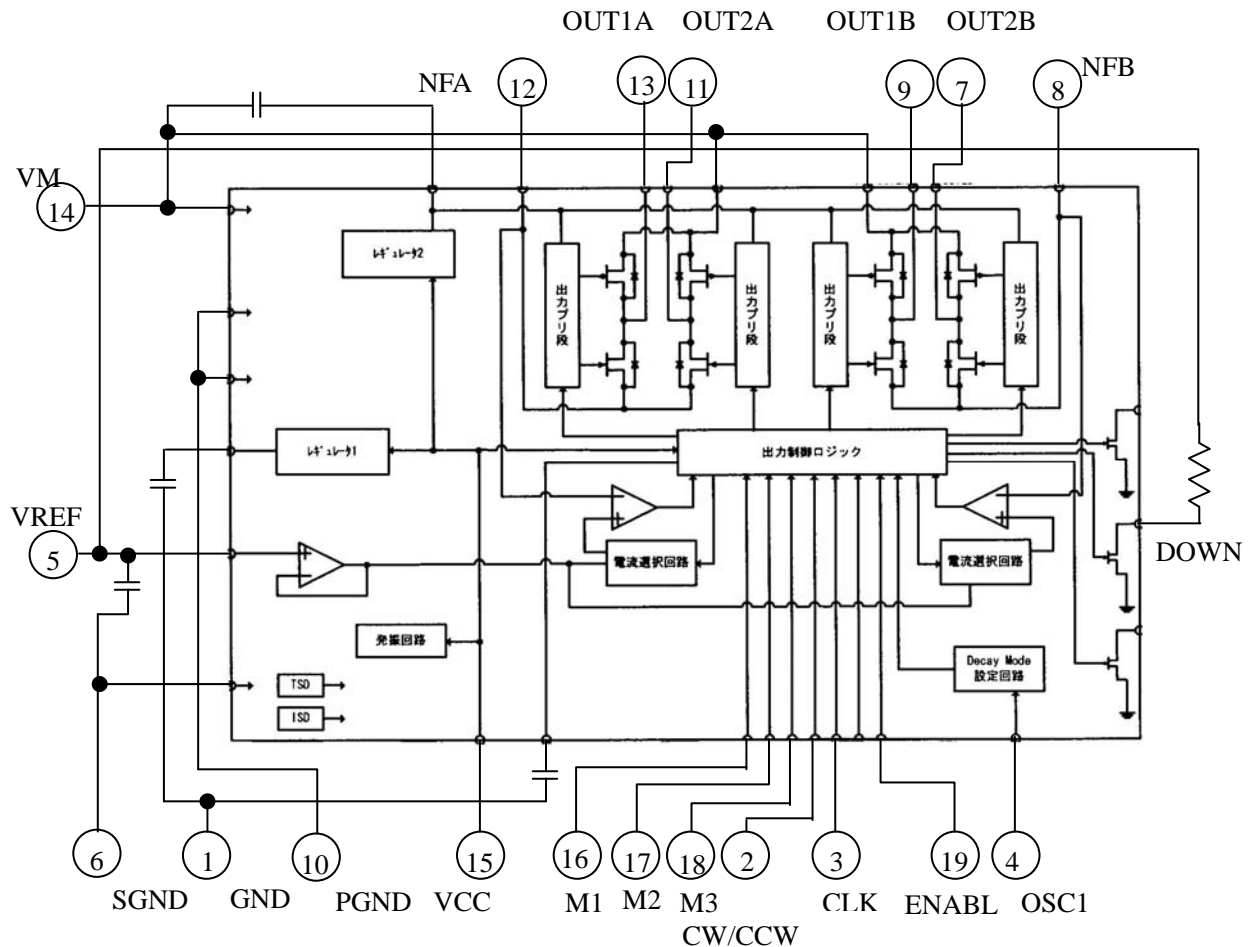 OUT1A OUT2A OUT1B OUT2B
NFA 12 13 11 9 7 8 NFB
VM
14
ﾚｷﾞｭﾚｰﾀ2
出力プリ段
出力プリ段
出力プリ段
出力プリ段
ﾚｷﾞｭﾚｰﾀ1
出力制御ロジック
VREF
5
DOWN
電流選択回路
電流選択回路
発振回路
Decay Mode
設定回路
TSD
ISD
6 1 10 15 16 17 18 2 3 19 4
SGND GND PGND VCC M1 M2 M3 CLK ENABL OSC1
CW/CCW